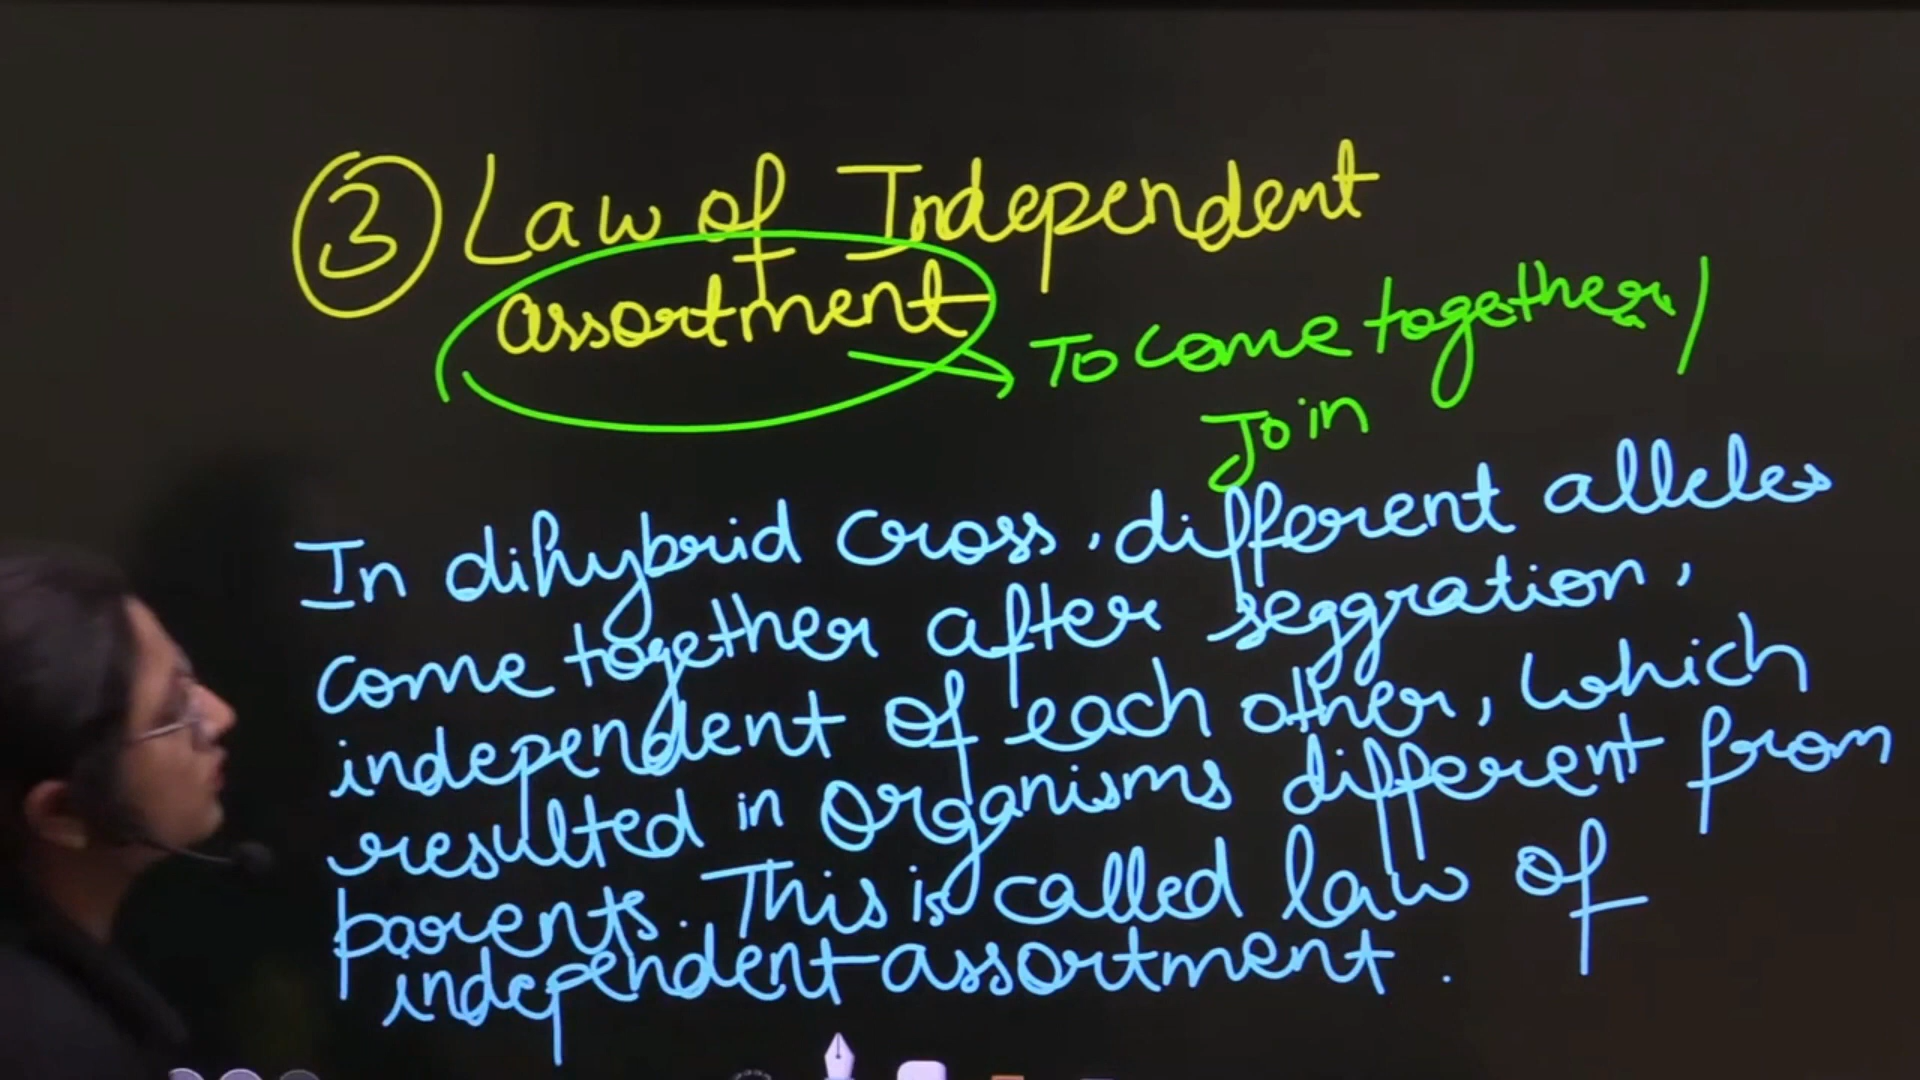 3 Law of Independent
assortment
To come together/
Join
In dihybrid cross, different alleles
come together after seggration,
independent of each other, which
resulted in organisms different from
parents. This is called law of
independent assortment.